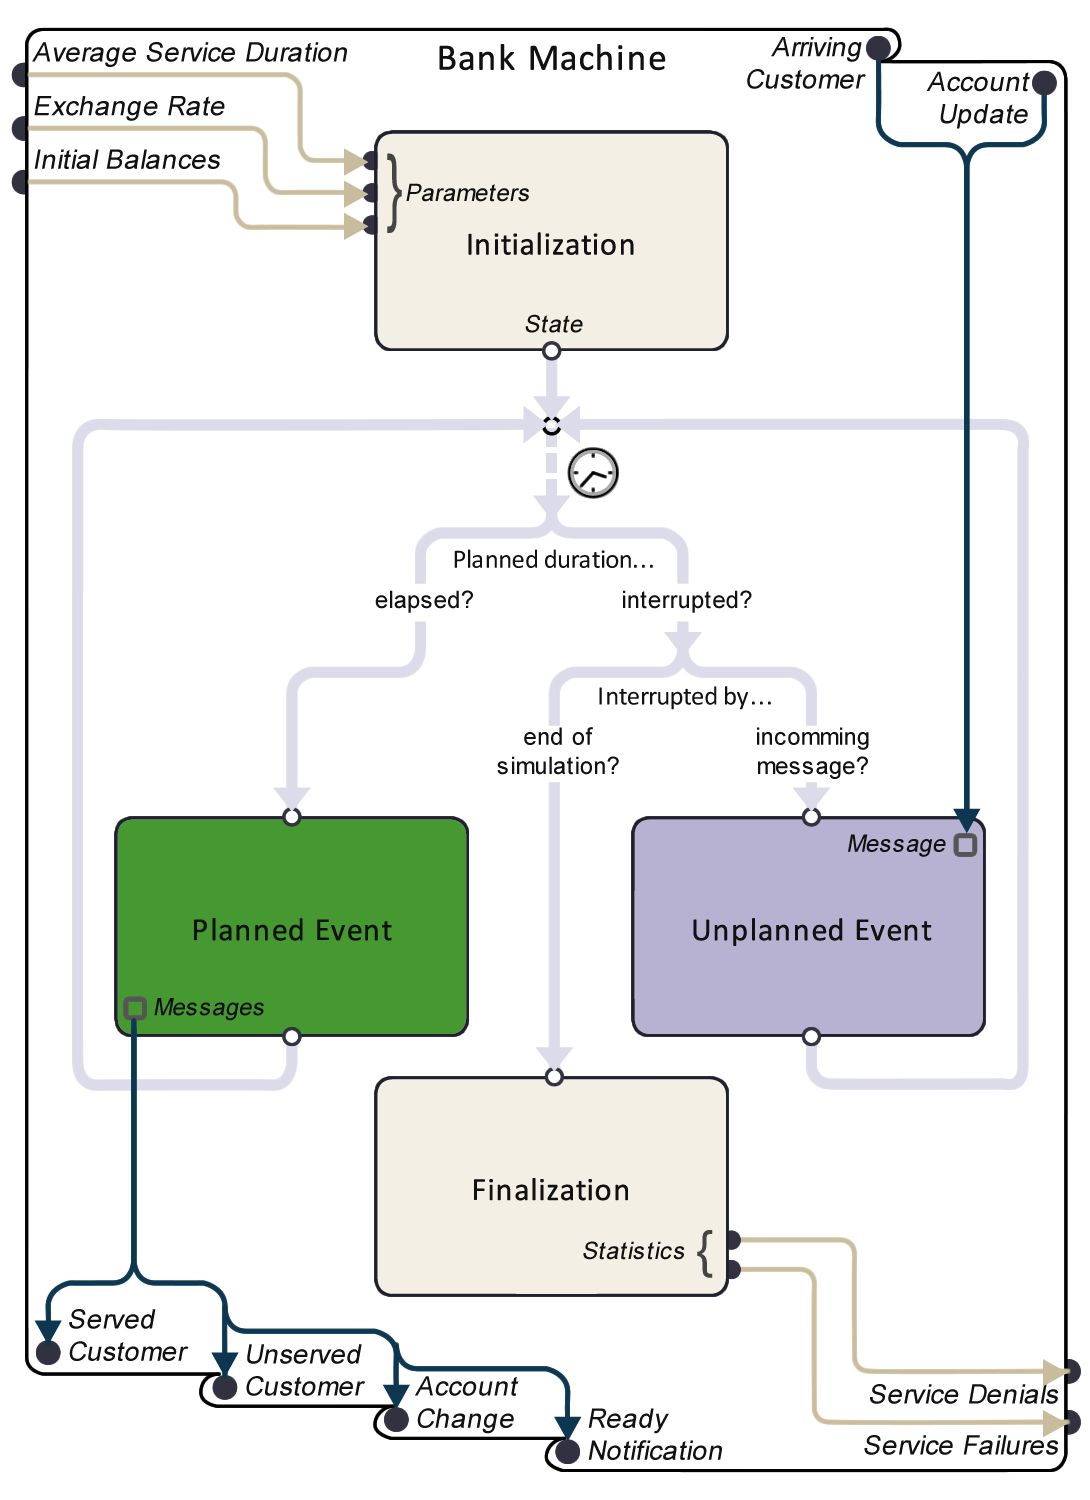 Bank Machine
Average Service Duration
Exchange Rate
Initial Balances
Arriving
Customer
Account
Update
Parameters
Initialization
State
Planned duration...
elapsed?
interrupted?
Interrupted by...
end of
simulation?
incomming
message?
Message
Planned Event
Unplanned Event
Messages
Finalization
Statistics
Served
Customer
Unserved
Customer
Account
Change
Ready
Notification
Service Denials
Service Failures